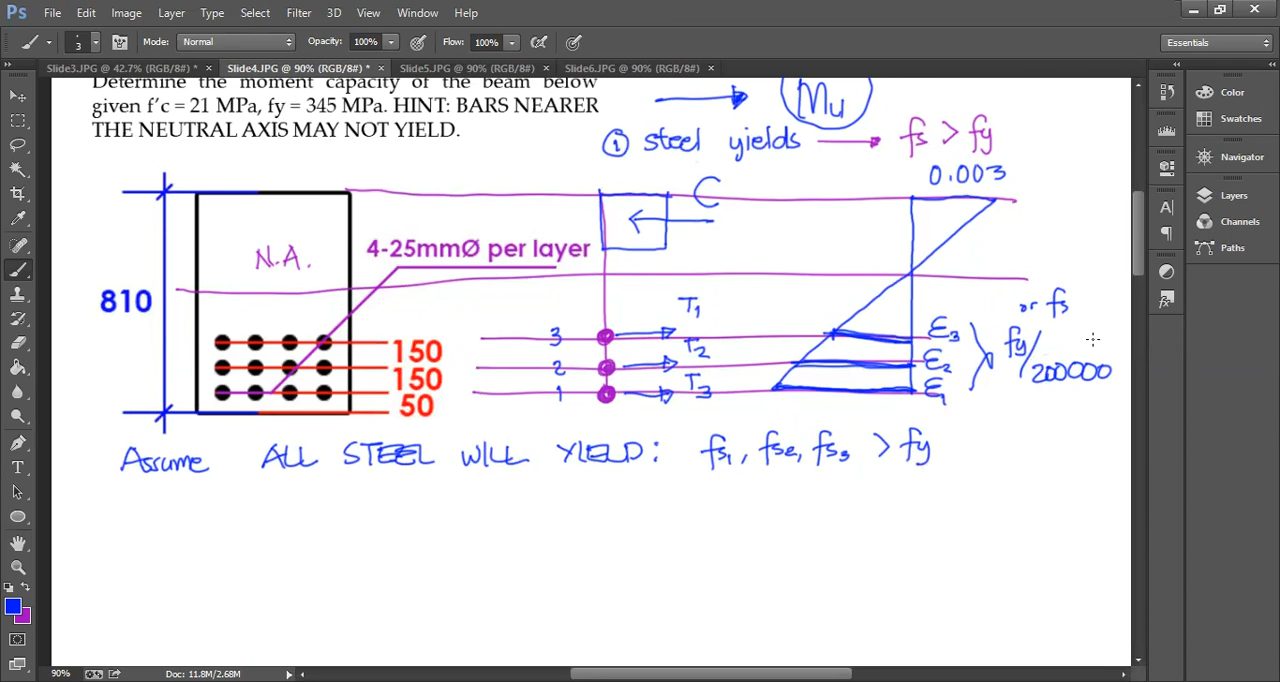 Ps File Edit Image Layer Type Select Filter 3D View Window Help
3 Mode: Normal Opacity: 100% Flow: 100% Essentials
Slide3.JPG @ 42.7% (RGB/8#) * × Slide4.JPG @ 90% (RGB/8#) * × Slide5.JPG @ 90% (RGB/8#) × Slide6.JPG @ 90% (RGB/8#) ×
Determine the moment capacity of the beam below
given f'c = 21 MPa, fy = 345 MPa. HINT: BARS NEARER
THE NEUTRAL AXIS MAY NOT YIELD.
Mu
① steel yields fs > fy
0.003
C
N.A.
4-25mmØ per layer
810
T1
or fs
3
ε3
fy/200000
150
T2
2
ε2
150
T3
1
ε1
50
Assume ALL STEEL WILL YIELD: fs1, fs2, fs3 > fy
Color
Swatches
Navigator
Layers
Channels
Paths
90% Doc: 11.8M/2.68M